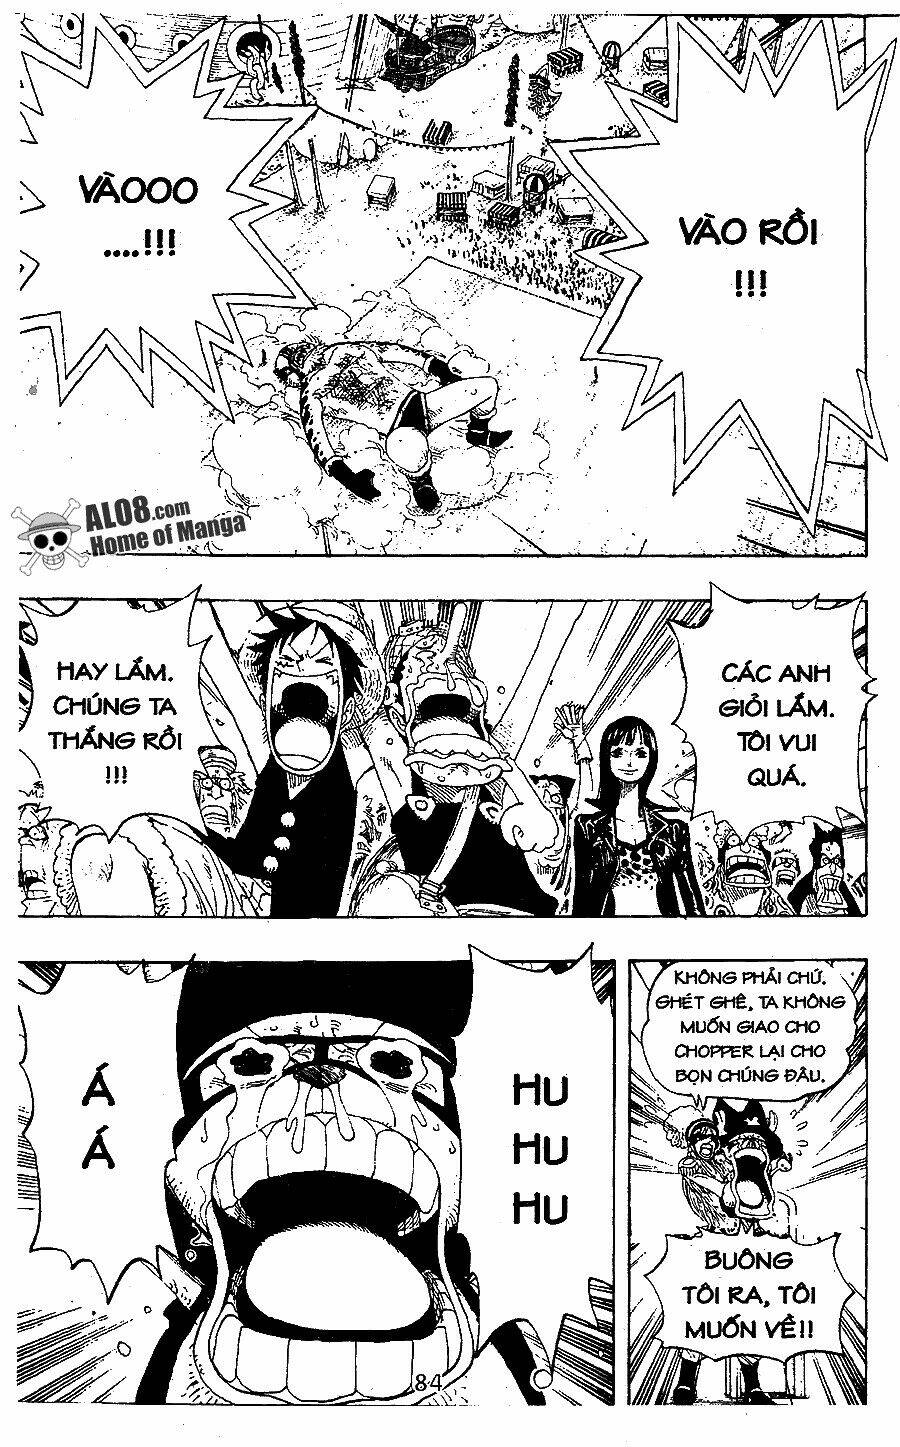 VÀO RỒI
!!!
VÀOOO
....!!!
AL08.com
Home of Manga
CÁC ANH
GIỎI LẮM.
TÔI VUI
QUÁ.
HAY LẮM.
CHÚNG TA
THẮNG RỒI
!!!
KHÔNG PHẢI CHỨ.
GHÉT GHÊ, TA KHÔNG
MUỐN GIAO CHO
CHOPPER LẠI CHO
BỌN CHÚNG ĐÂU.
BUÔNG
TÔI RA, TÔI
MUỐN VỀ!!
HU
HU
HU
Á
Á
84